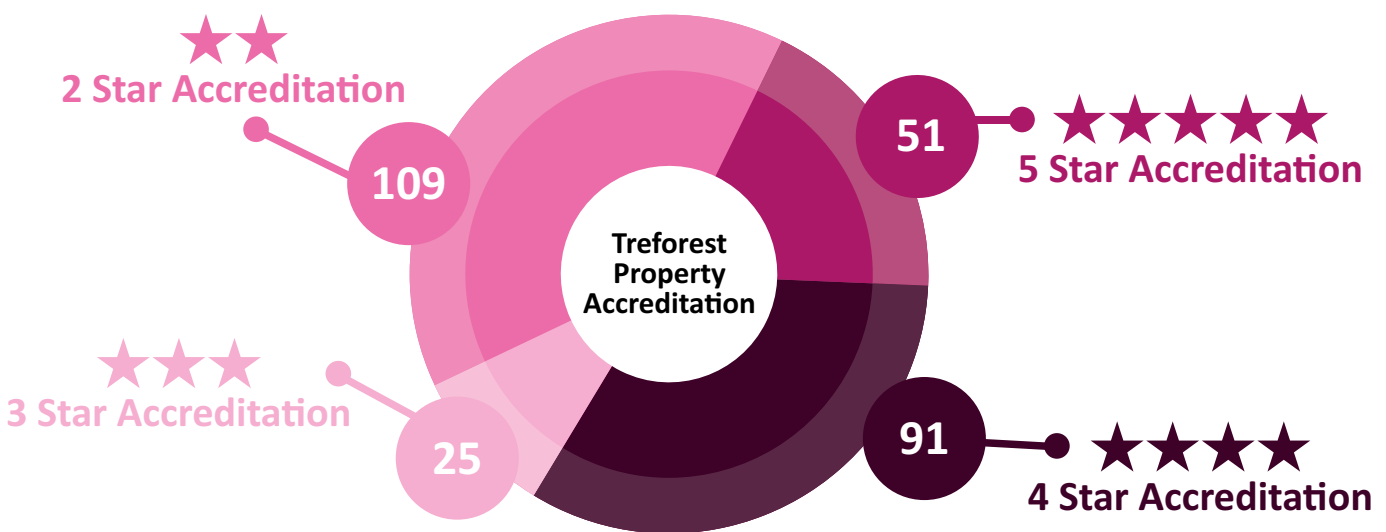 2 Star Accreditation
109
51
5 Star Accreditation
Treforest
Property
Accreditation
3 Star Accreditation
25
91
4 Star Accreditation